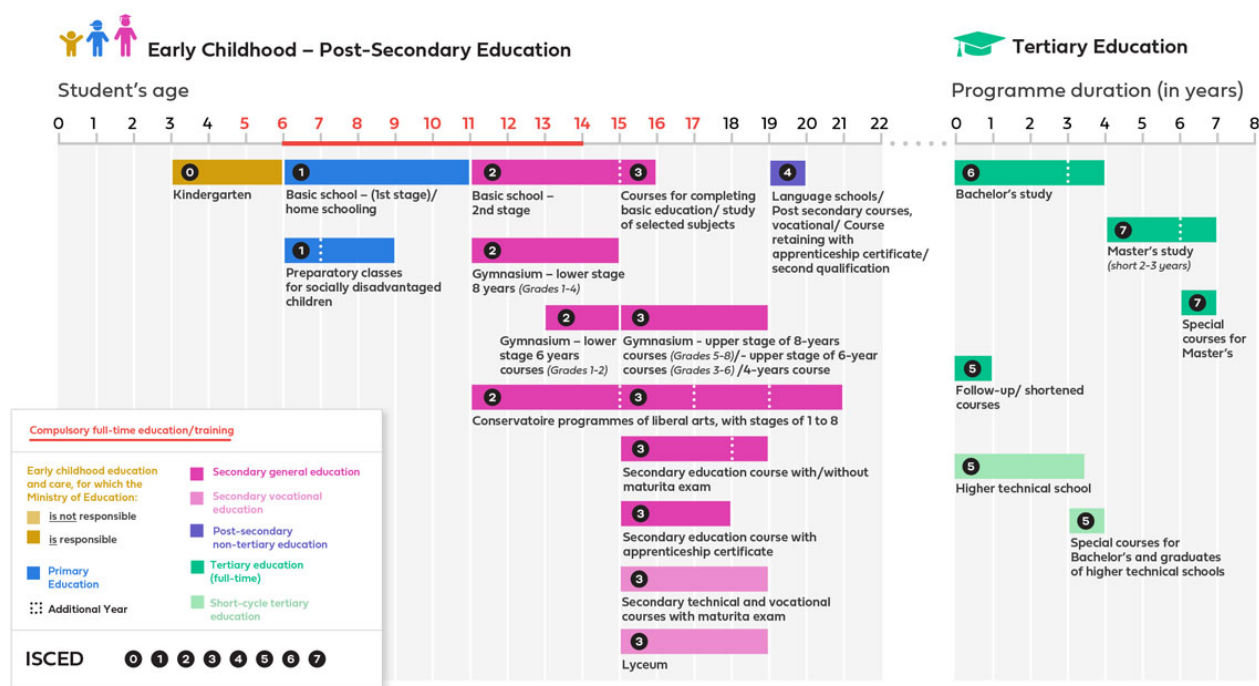 Early Childhood – Post-Secondary Education
Tertiary Education
Student's age
Programme duration (in years)
0 1 2 3 4 5 6 7 8 9 10 11 12 13 14 15 16 17 18 19 20 21 22
0 1 2 3 4 5 6 7 8
0
Kindergarten
1
Basic school – (1st stage)/
home schooling
2
Basic school –
2nd stage
3
Courses for completing
basic education/ study
of selected subjects
4
Language schools/
Post secondary courses,
vocational/ Course
retaining with
apprenticeship certificate/
second qualification
6
Bachelor's study
1
Preparatory classes
for socially disadvantaged
children
2
Gymnasium – lower stage
8 years (Grades 1-4)
7
Master's study
(short 2-3 years)
2
Gymnasium – lower
stage 6 years
courses (Grades 1-2)
3
Gymnasium - upper stage of 8-years
courses (Grades 5-8)/- upper stage of 6-year
courses (Grades 3-6) /4-years course
7
Special
courses for
Master's
2
3
Conservatoire programmes of liberal arts, with stages of 1 to 8
5
Follow-up/ shortened
courses
3
Secondary education course with/without
maturita exam
5
Higher technical school
3
Secondary education course with
apprenticeship certificate
5
Special courses for
Bachelor's and graduates
of higher technical schools
3
Secondary technical and vocational
courses with maturita exam
3
Lyceum
Compulsory full-time education/training
Early childhood education
and care, for which the
Ministry of Education:
is not responsible
is responsible
Primary
Education
Additional Year
Secondary general education
Secondary vocational
education
Post-secondary
non-tertiary education
Tertiary education
(full-time)
Short-cycle tertiary
education
ISCED 0 1 2 3 4 5 6 7